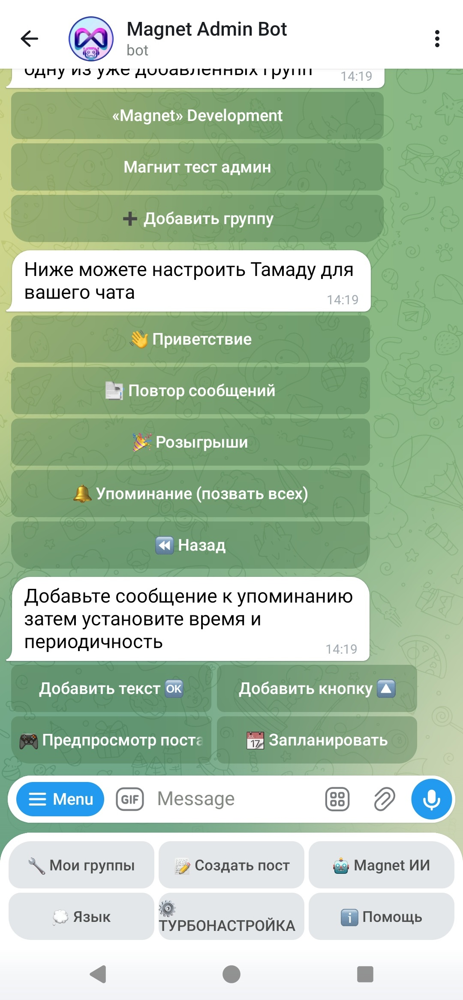 Magnet Admin Bot
bot
одну из уже добавленных групп
14:19
«Magnet» Development
Магнит тест админ
➕ Добавить группу
Ниже можете настроить Тамаду для
вашего чата
14:19
👋 Приветствие
📑 Повтор сообщений
🎉 Розыгрыши
🔔 Упоминание (позвать всех)
⏪ Назад
Добавьте сообщение к упоминанию
затем установите время и
периодичность
14:19
Добавить текст 🆗
Добавить кнопку 🔼
🎮 Предпросмотр поста
📅 Запланировать
Menu
GIF
Message
🔧 Мои группы
📝 Создать пост
🤖 Magnet ИИ
💭 Язык
⚙️
ТУРБОНАСТРОЙКА
ℹ️ Помощь